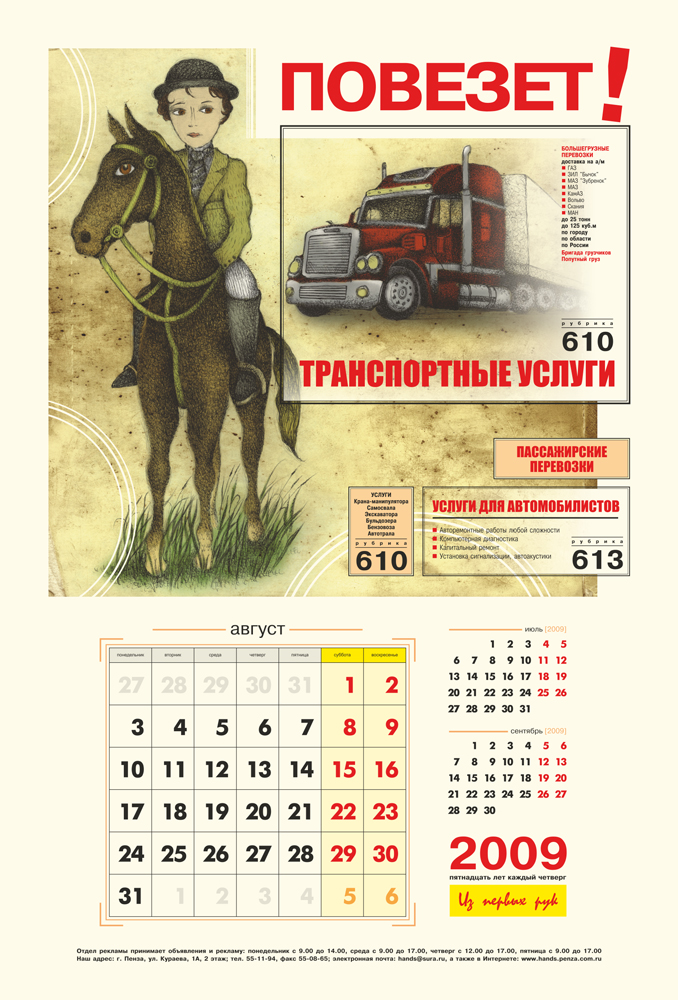 ПОВЕЗЕТ!
БОЛЬШЕГРУЗНЫЕ
ПЕРЕВОЗКИ
доставка на а/м
ГАЗ
ЗИЛ "Бычок"
МАЗ "Зубренок"
МАЗ
КамАЗ
Вольво
Скания
МАН
до 25 тонн
до 125 куб.м
по городу
по области
по России
Бригада грузчиков
Попутный груз
рубрика
610
ТРАНСПОРТНЫЕ УСЛУГИ
ПАССАЖИРСКИЕ
ПЕРЕВОЗКИ
УСЛУГИ
Крана-манипулятора
Самосвала
Экскаватора
Бульдозера
Бензовоза
Автотрала
рубрика
610
УСЛУГИ ДЛЯ АВТОМОБИЛИСТОВ
Авторемонтные работы любой сложности
Компьютерная диагностика
Капитальный ремонт
Установка сигнализации, автоакустики
рубрика
613
август
понедельник вторник среда четверг пятница суббота воскресенье
27 28 29 30 31 1 2
3 4 5 6 7 8 9
10 11 12 13 14 15 16
17 18 19 20 21 22 23
24 25 26 27 28 29 30
31 1 2 3 4 5 6
июль [2009]
1 2 3 4 5
6 7 8 9 10 11 12
13 14 15 16 17 18 19
20 21 22 23 24 25 26
27 28 29 30 31
сентябрь [2009]
1 2 3 4 5 6
7 8 9 10 11 12 13
14 15 16 17 18 19 20
21 22 23 24 25 26 27
28 29 30
2009
пятнадцать лет каждый четверг
Из первых рук
Отдел рекламы принимает объявления и рекламу: понедельник с 9.00 до 14.00, среда с 9.00 до 17.00, четверг с 12.00 до 17.00, пятница с 9.00 до 17.00
Наш адрес: г. Пенза, ул. Кураева, 1А, 2 этаж; тел. 55-11-94, факс 55-08-65; электронная почта: hands@sura.ru, а также в Интернете: www.hands.penza.com.ru